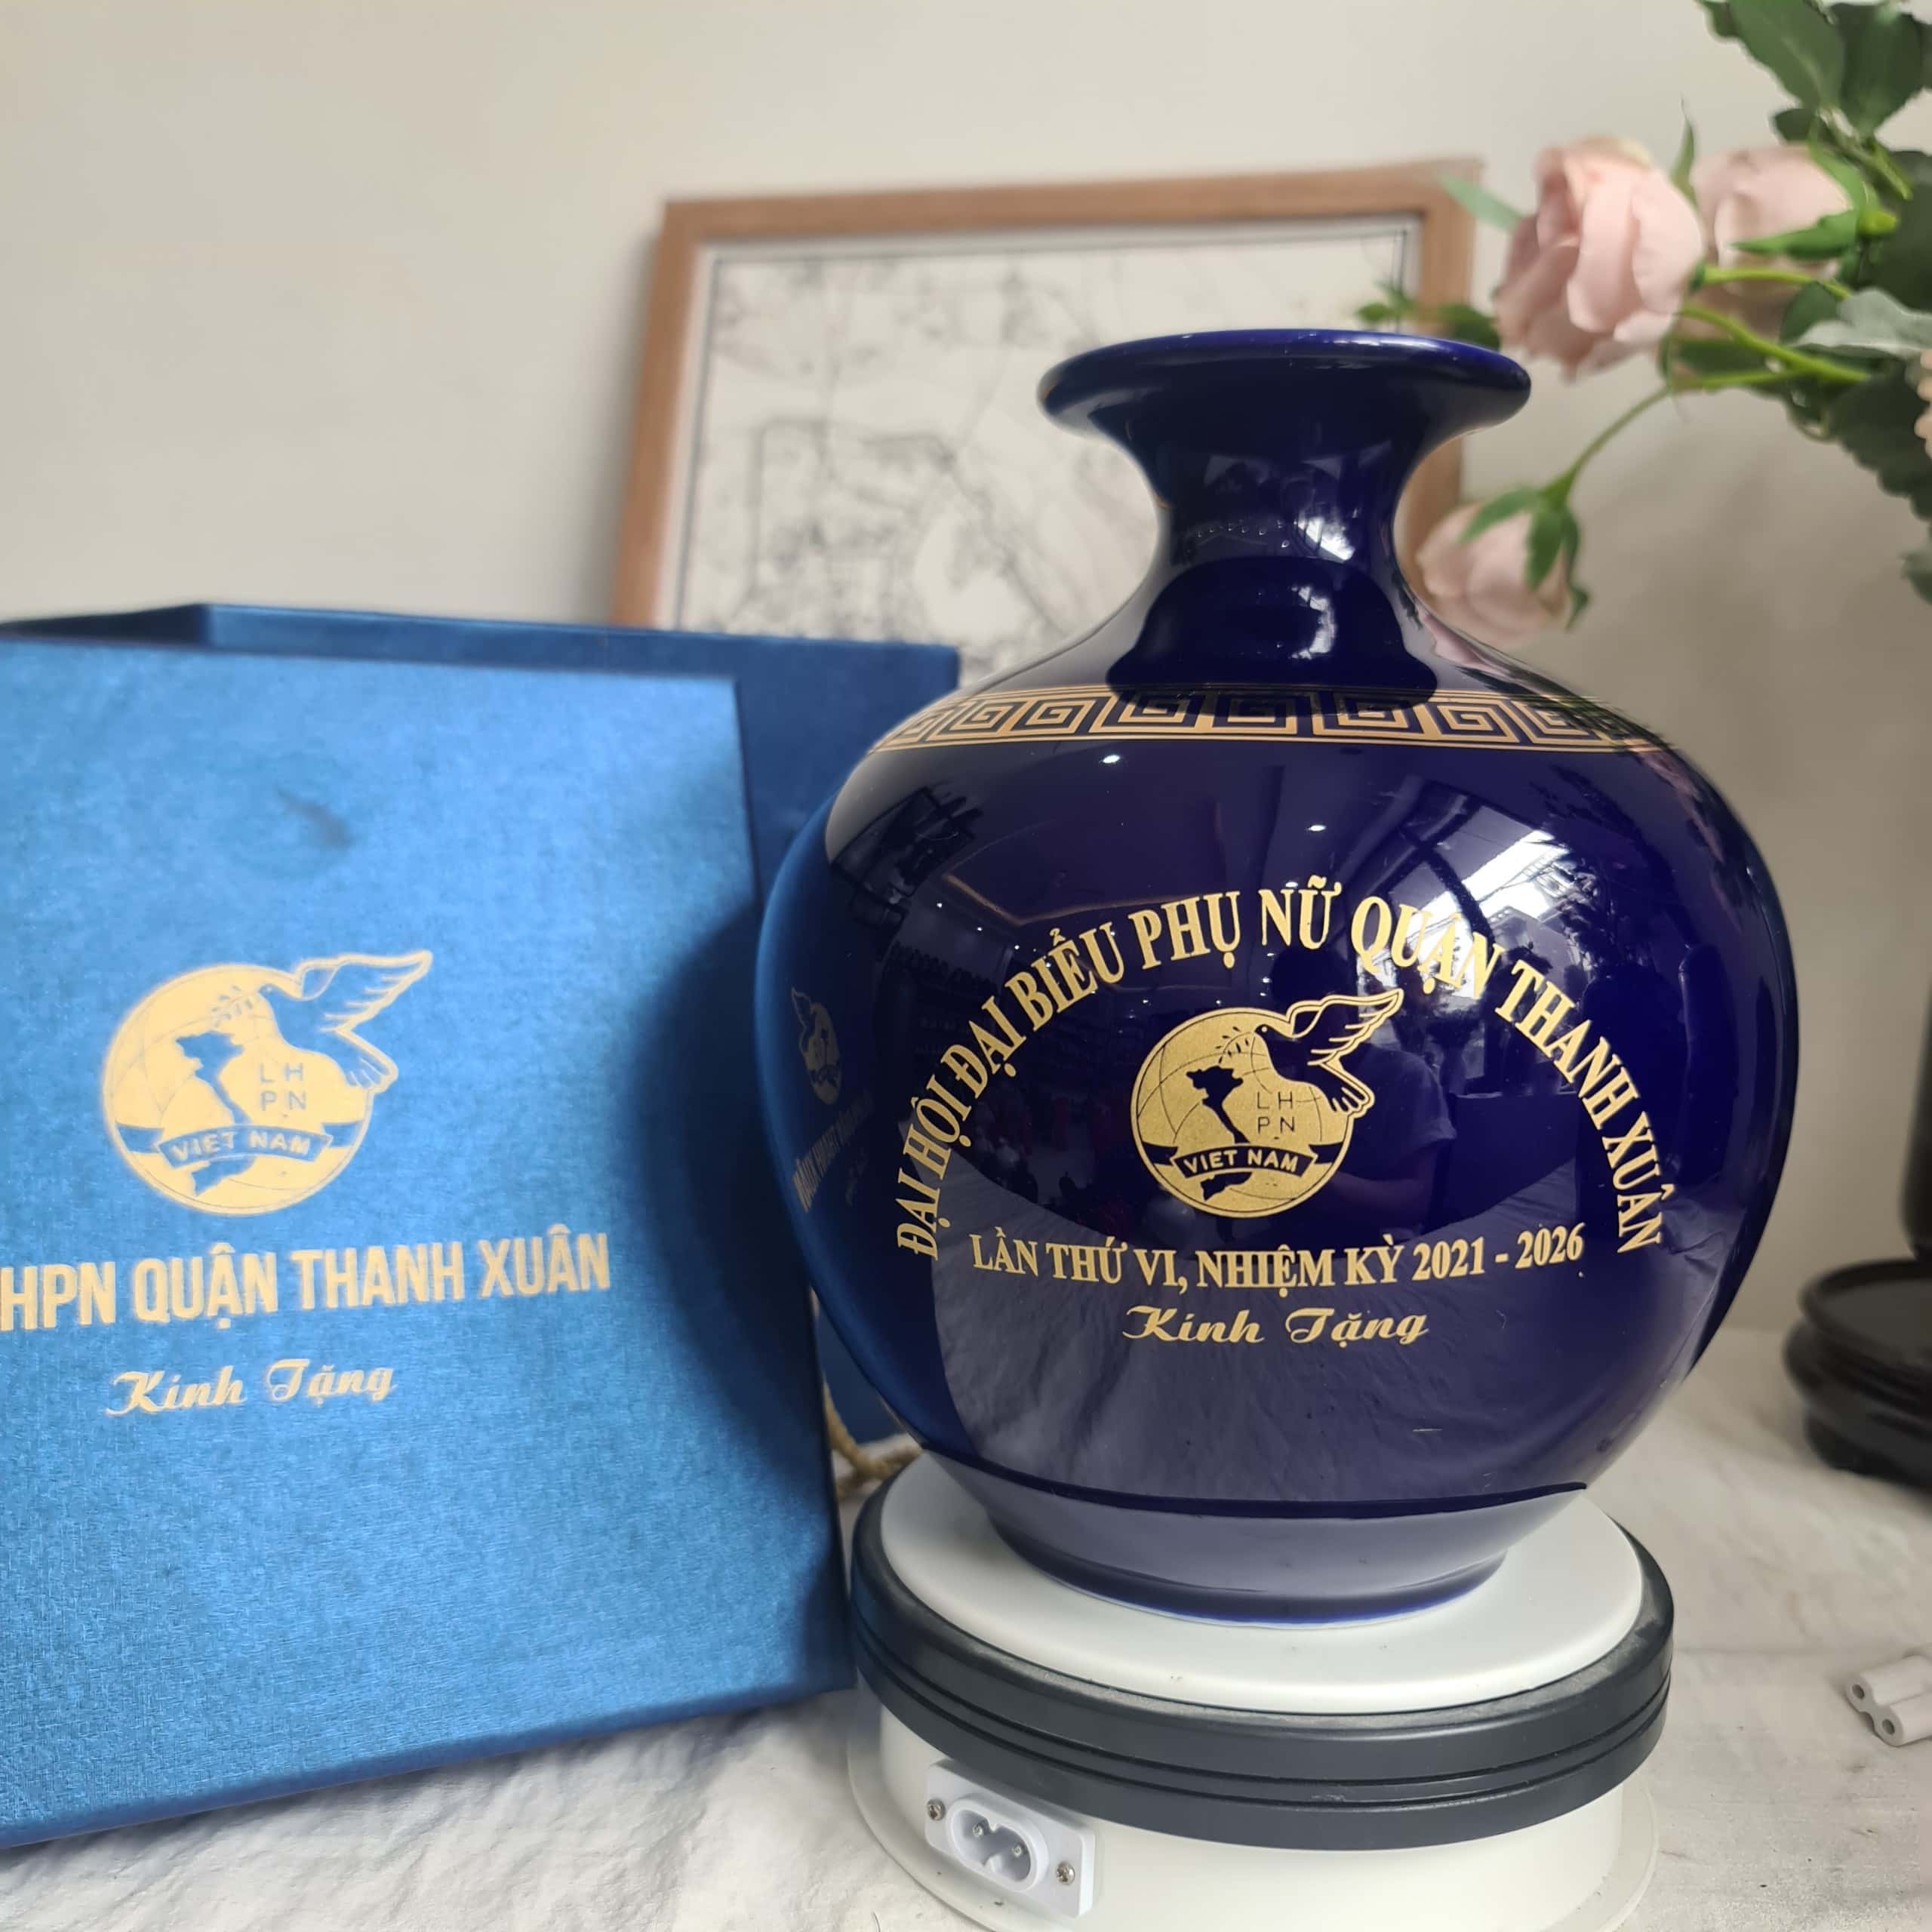 LH
PN
VIET NAM
HPN QUẬN THANH XUÂN
Kính Tặng
ĐẠI HỘI ĐẠI BIỂU PHỤ NỮ QUẬN THANH XUÂN
LH
PN
VIET NAM
LẦN THỨ VI, NHIỆM KỲ 2021 - 2026
Kính Tặng